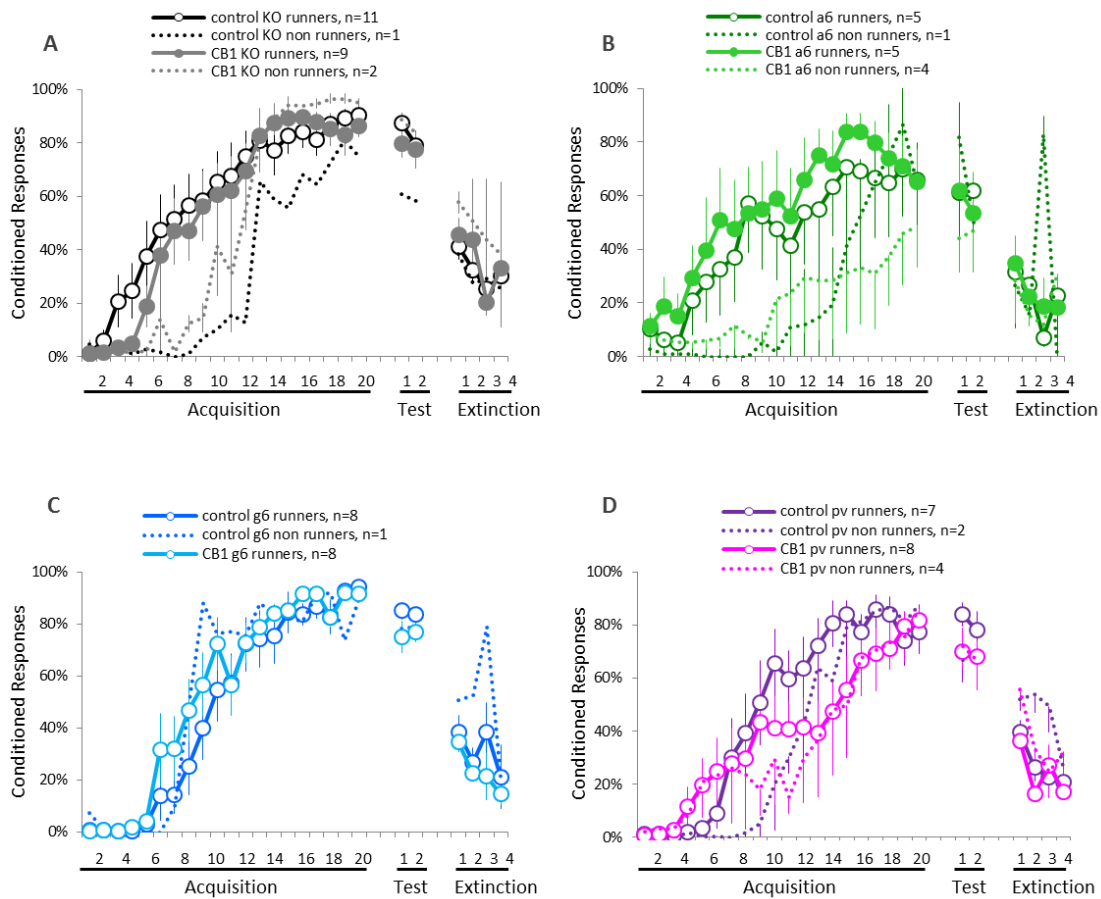 A
control KO runners, n=11
control KO non runners, n=1
CB1 KO runners, n=9
CB1 KO non runners, n=2
Conditioned Responses
100%
80%
60%
40%
20%
0%
2 4 6 8 10 12 14 16 18 20 1 2 1 2 3 4
Acquisition Test Extinction
B
control a6 runners, n=5
control a6 non runners, n=1
CB1 a6 runners, n=5
CB1 a6 non runners, n=4
Conditioned Responses
100%
80%
60%
40%
20%
0%
2 4 6 8 10 12 14 16 18 20 1 2 1 2 3 4
Acquisition Test Extinction
C
control g6 runners, n=8
control g6 non runners, n=1
CB1 g6 runners, n=8
Conditioned Responses
100%
80%
60%
40%
20%
0%
2 4 6 8 10 12 14 16 18 20 1 2 1 2 3 4
Acquisition Test Extinction
D
control pv runners, n=7
control pv non runners, n=2
CB1 pv runners, n=8
CB1 pv non runners, n=4
Conditioned Responses
100%
80%
60%
40%
20%
0%
2 4 6 8 10 12 14 16 18 20 1 2 1 2 3 4
Acquisition Test Extinction